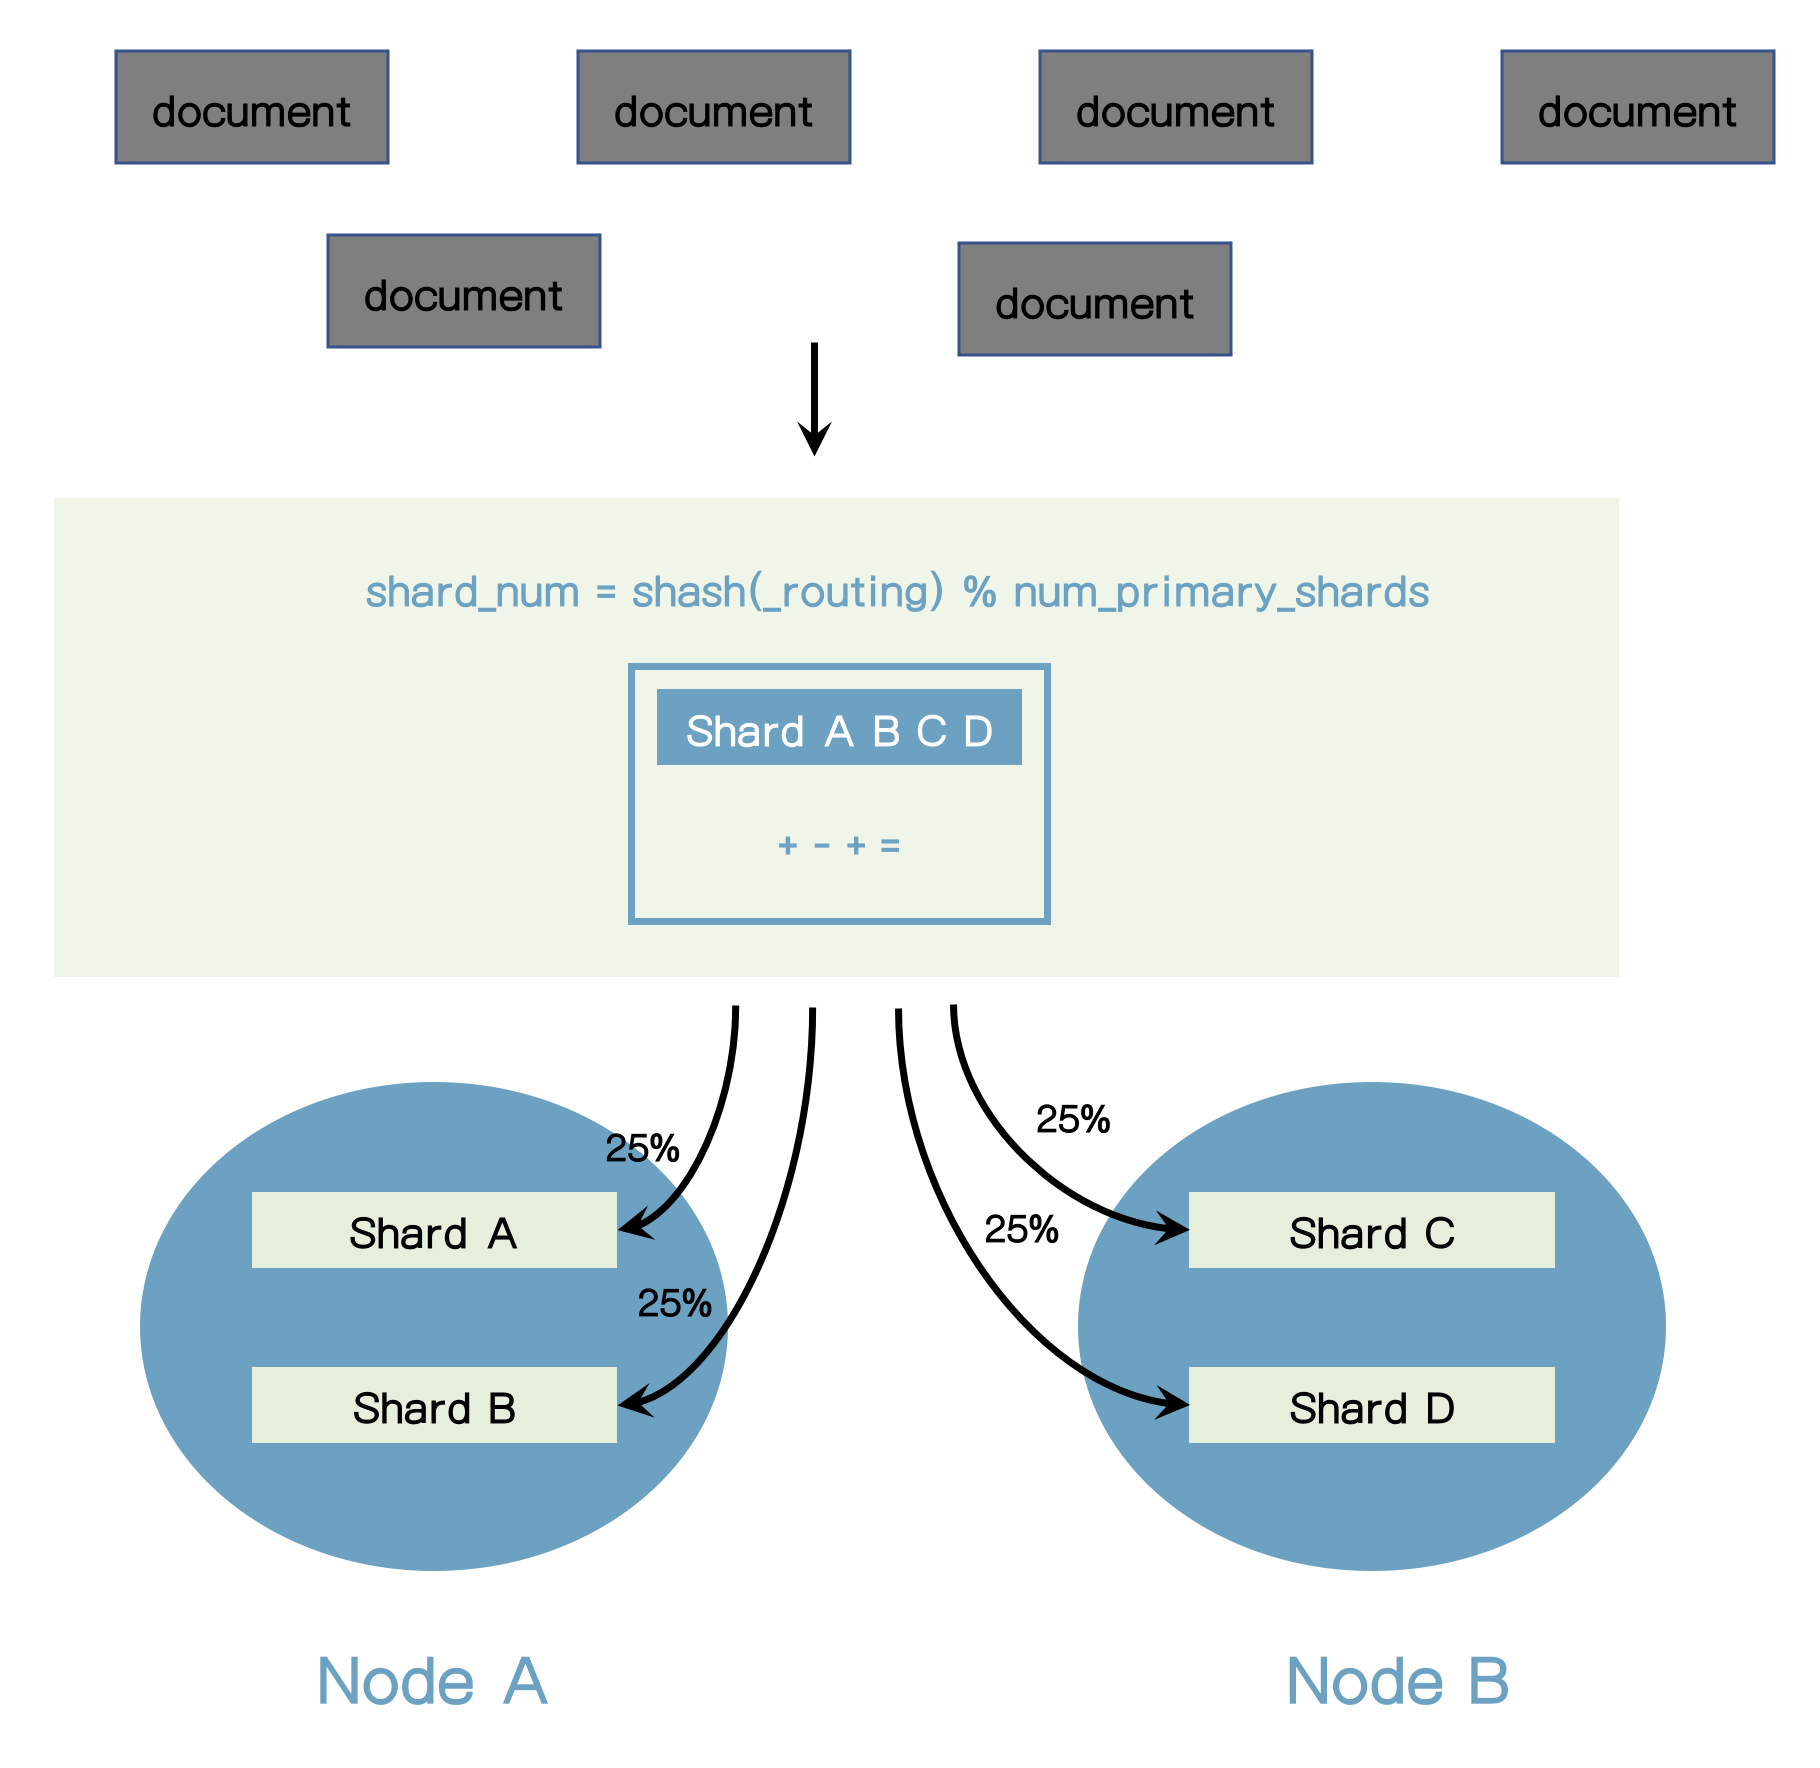 document
document
document
document
document
document
shard_num = shash(_routing) % num_primary_shards
Shard A B C D
+ - + =
25%
25%
25%
25%
Shard A
Shard C
Shard B
Shard D
Node A
Node B